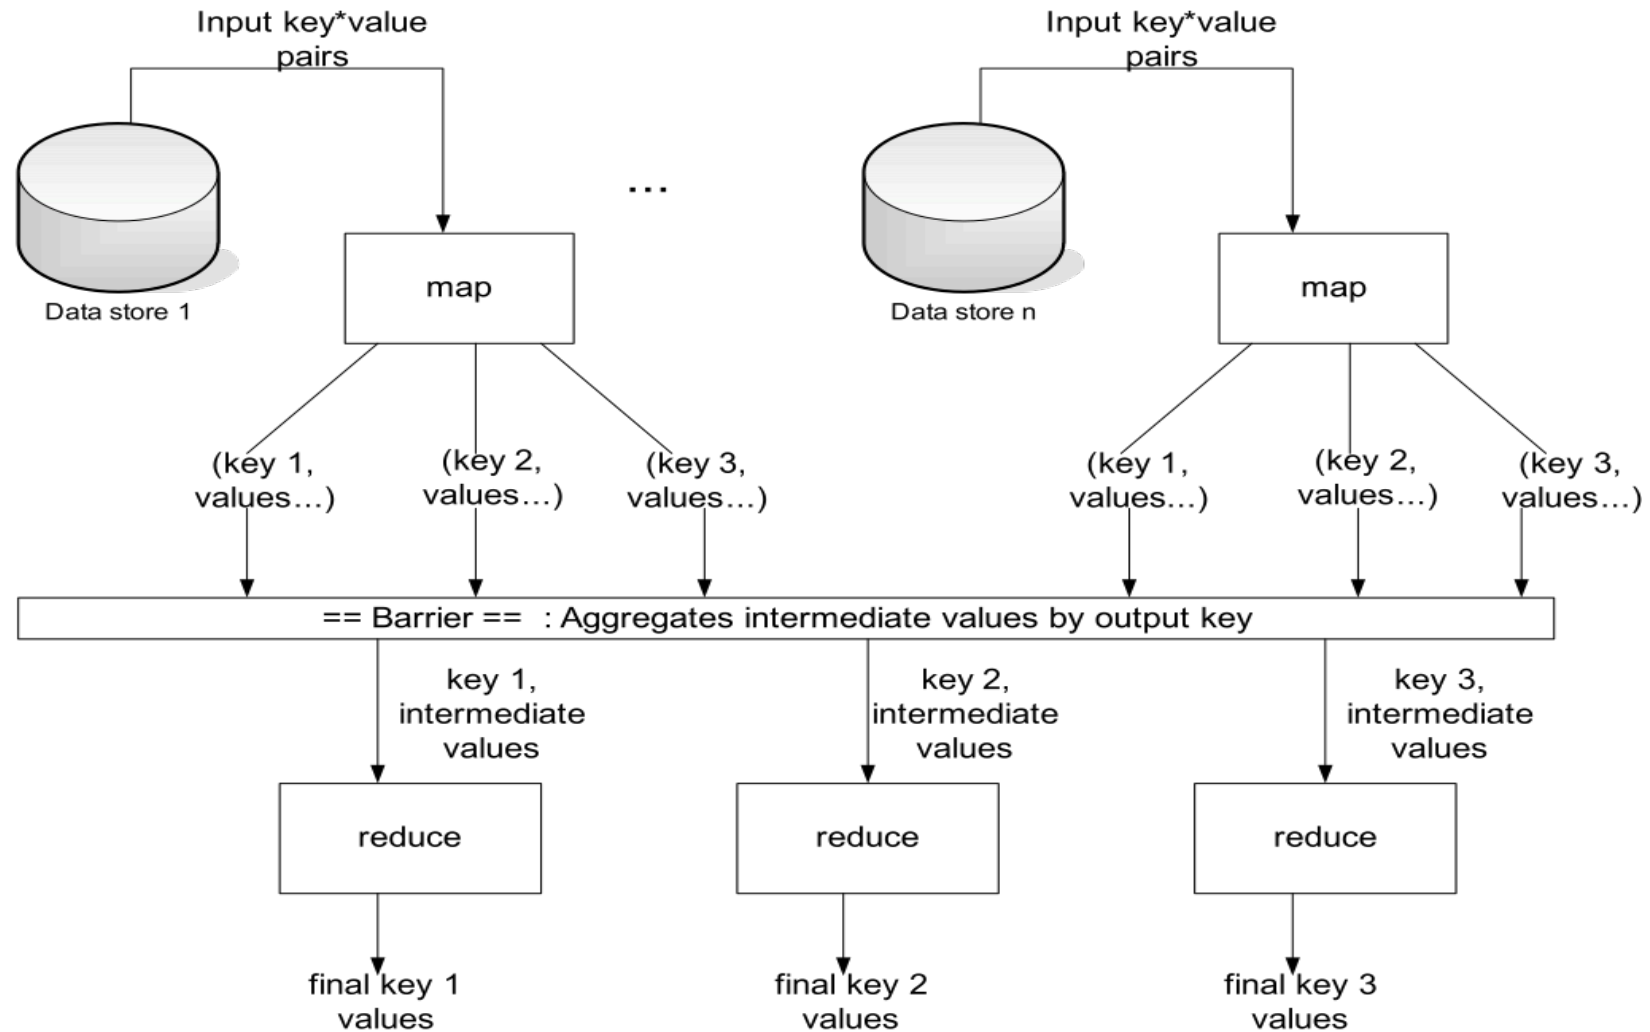 Input key*value
pairs
Input key*value
pairs
...
Data store 1
map
Data store n
map
(key 1,
values...)
(key 2,
values...)
(key 3,
values...)
(key 1,
values...)
(key 2,
values...)
(key 3,
values...)
== Barrier == : Aggregates intermediate values by output key
key 1,
intermediate
values
key 2,
intermediate
values
key 3,
intermediate
values
reduce
reduce
reduce
final key 1
values
final key 2
values
final key 3
values